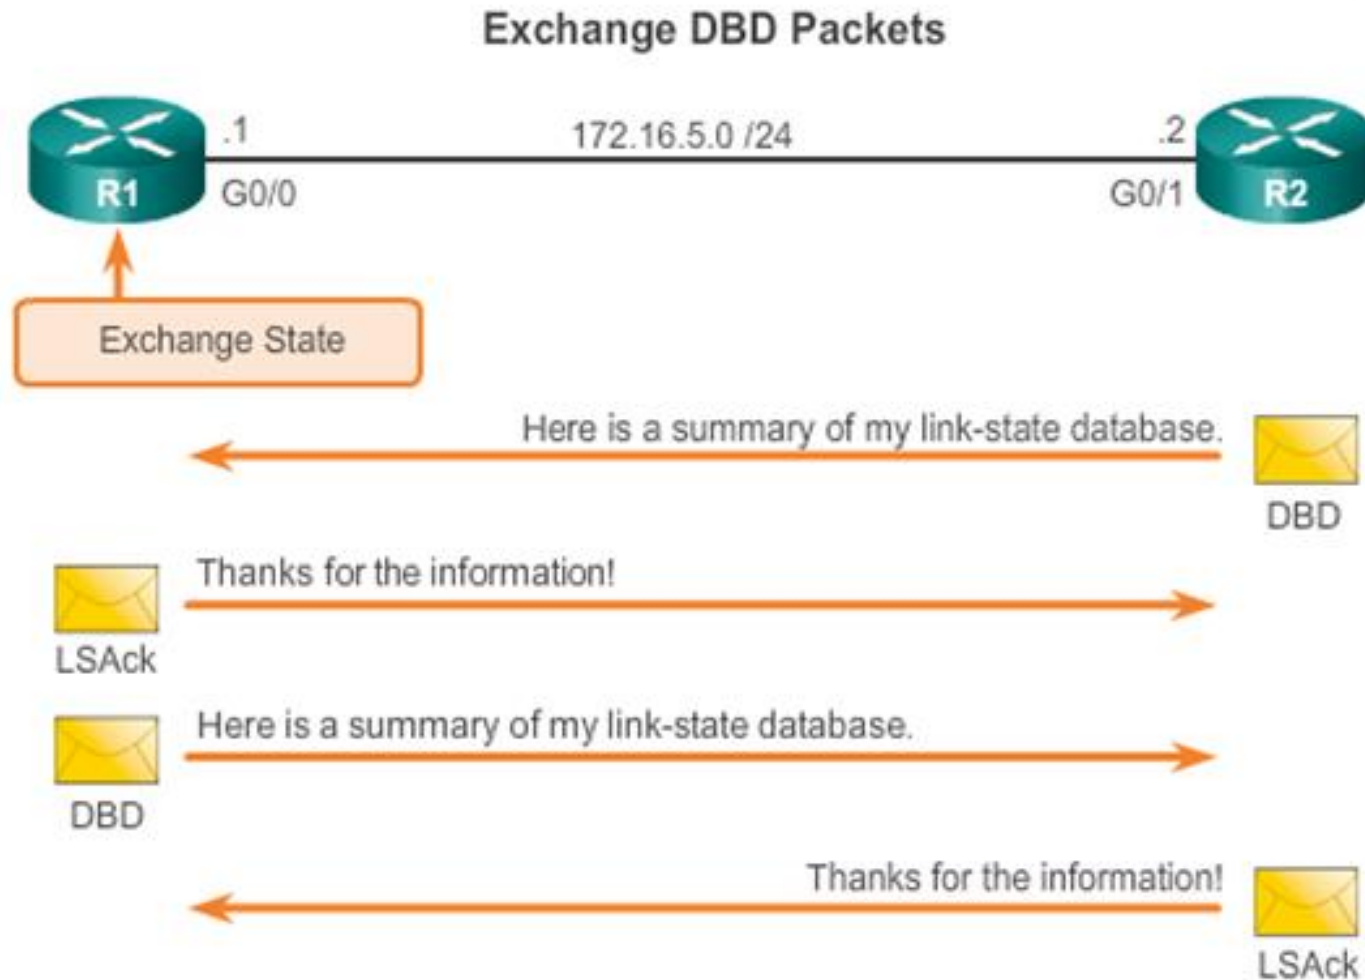 Exchange DBD Packets
.1
172.16.5.0 /24
.2
R1
G0/0
G0/1
R2
Exchange State
Here is a summary of my link-state database.
DBD
Thanks for the information!
LSAck
Here is a summary of my link-state database.
DBD
Thanks for the information!
LSAck